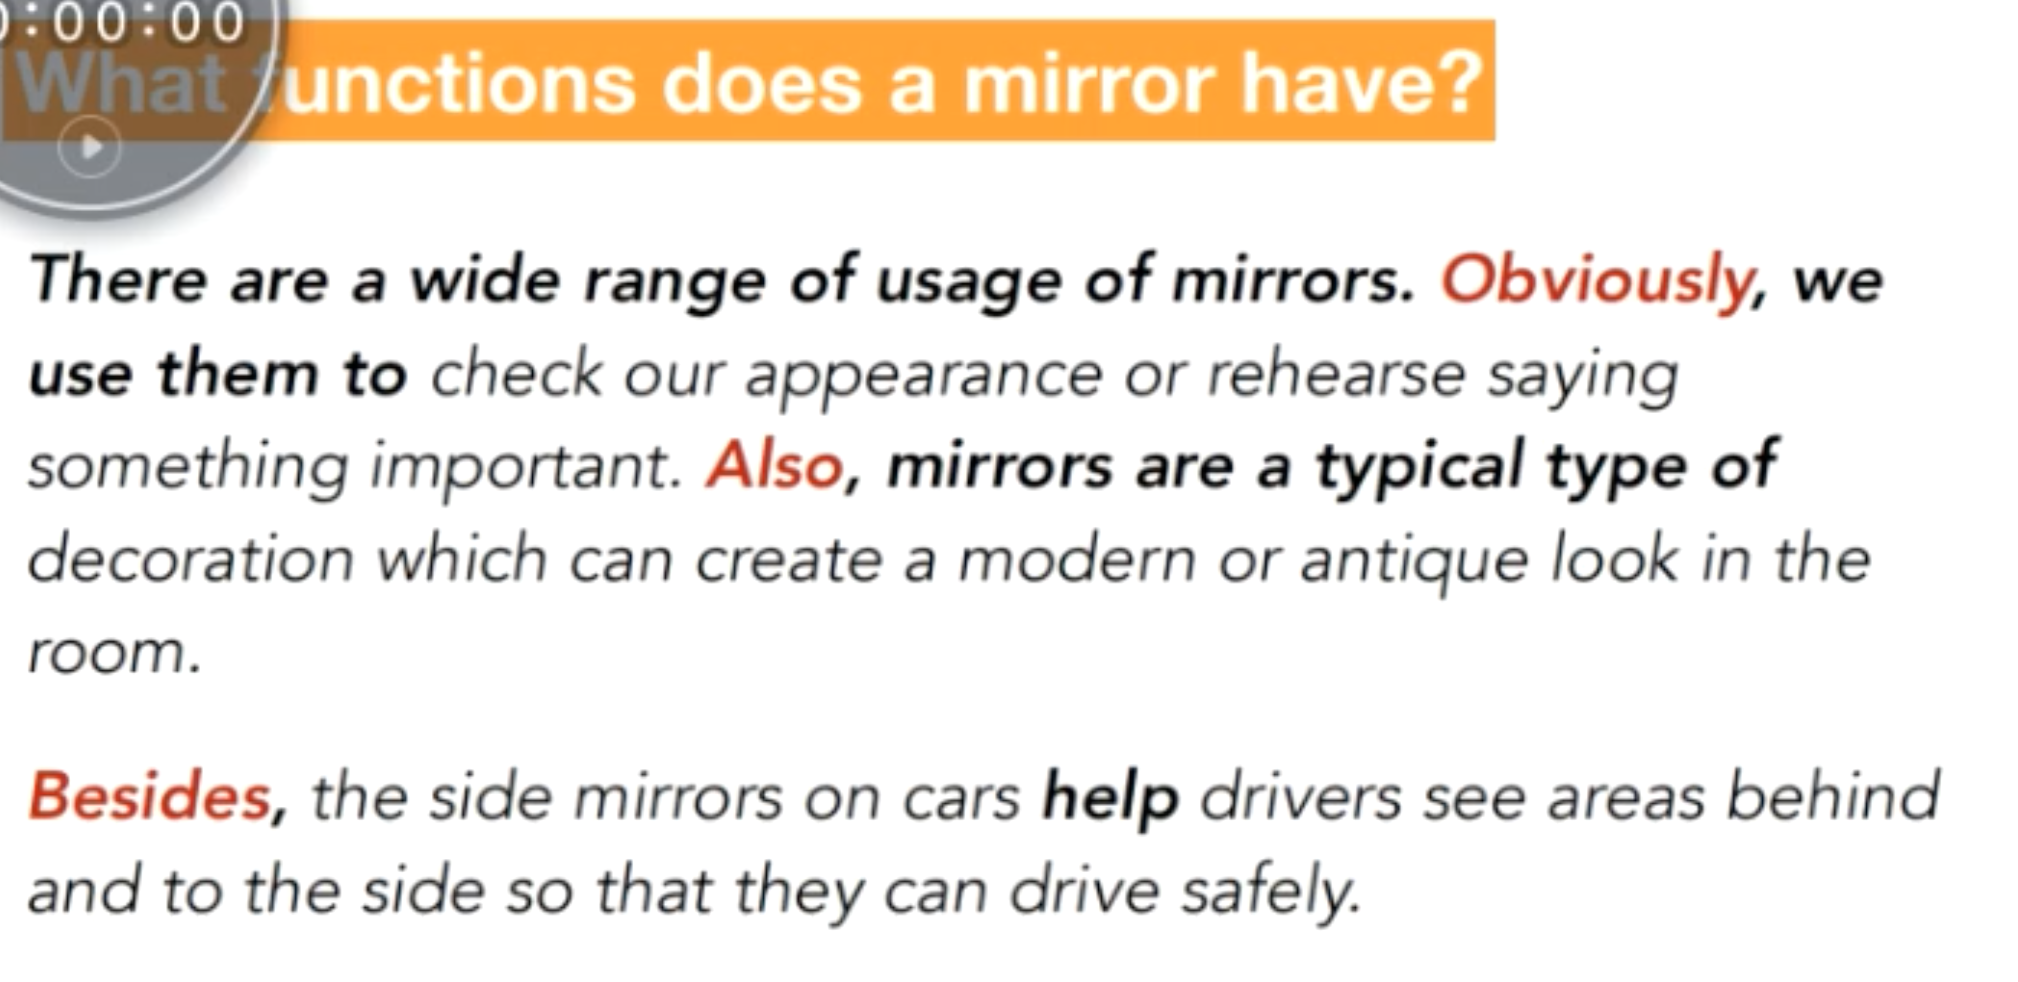 :00:00
What functions does a mirror have?
There are a wide range of usage of mirrors. Obviously, we
use them to check our appearance or rehearse saying
something important. Also, mirrors are a typical type of
decoration which can create a modern or antique look in the
room.
Besides, the side mirrors on cars help drivers see areas behind
and to the side so that they can drive safely.